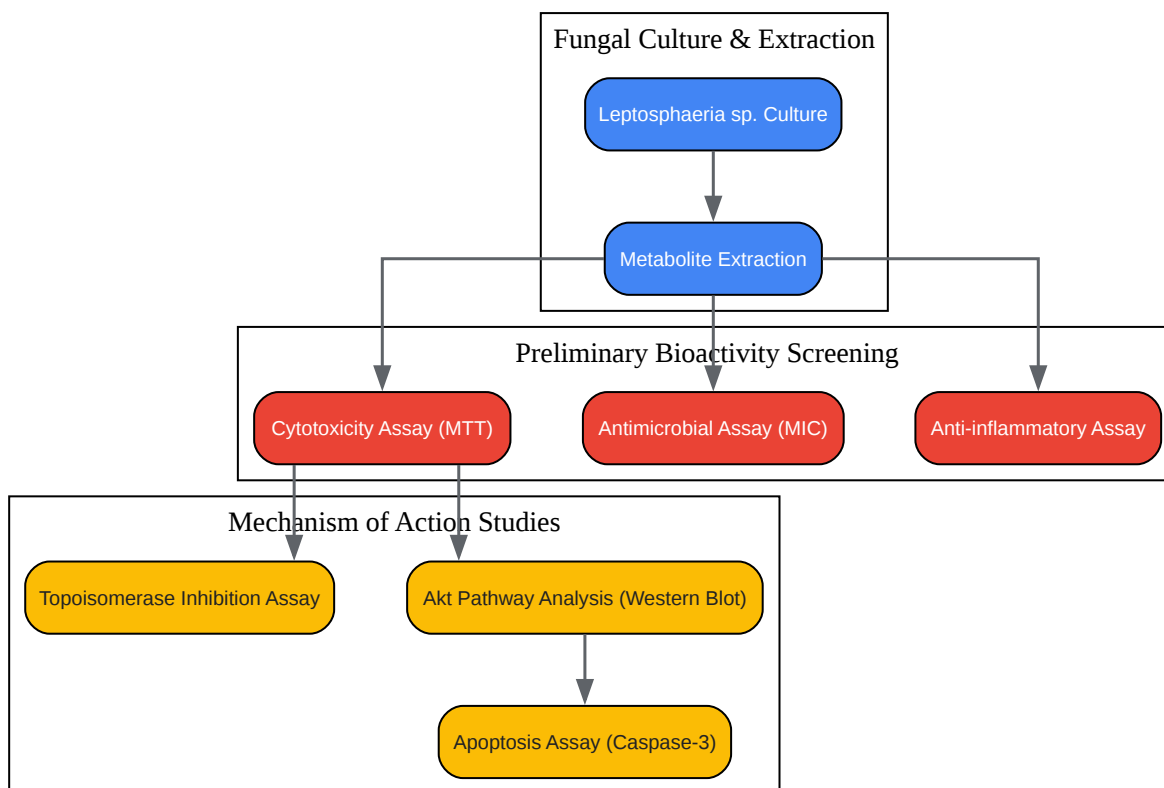 Fungal Culture & Extraction
Leptosphaeria sp. Culture
Metabolite Extraction
Preliminary Bioactivity Screening
Cytotoxicity Assay (MTT)
Antimicrobial Assay (MIC)
Anti-inflammatory Assay
Mechanism of Action Studies
Topoisomerase Inhibition Assay
Akt Pathway Analysis (Western Blot)
Apoptosis Assay (Caspase-3)